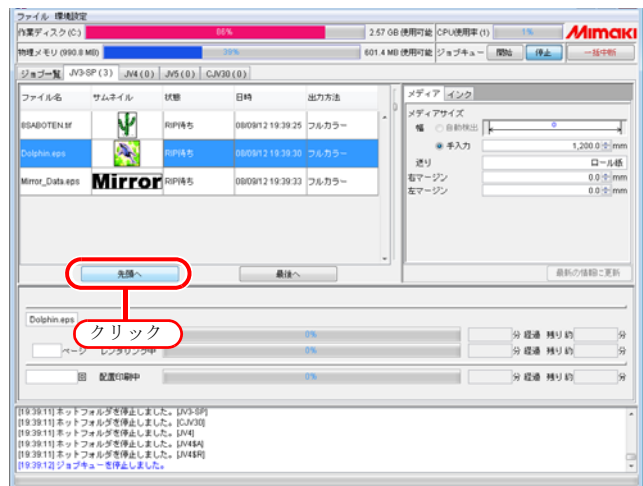 ファイル 環境設定
作業ディスク(C:) 86% 2.57 GB 使用可能 CPU使用率 (1) 1% Mimaki
物理メモリ (990.8 MB) 39% 601.4 MB 使用可能 ジョブキュー 開始 停止 一括中断
ジョブ一覧 JV3-SP ( 3 ) JV4 ( 0 ) JV5 ( 0 ) CJV30 ( 0 )
ファイル名 サムネイル 状態 日時 出力方法
8SABOTEN.tif RIP待ち 08/09/12 19:39:25 フルカラー
Dolphin.eps RIP待ち 08/09/12 19:39:30 フルカラー
Mirror_Data.eps Mirror RIP待ち 08/09/12 19:39:33 フルカラー
先頭へ 最後へ
メディア インク
メディアサイズ
幅 自動検出 0
手入力 1,200.0 mm
送り ロール紙
右マージン 0.0 mm
左マージン 0.0 mm
最新の情報に更新
Dolphin.eps
クリック
0% 分 経過 残り 約 分
ページ レンダリング中 0% 分 経過 残り 約 分
回 配置印刷中 0% 分 経過 残り 約 分
[19:39:11] ホットフォルダを停止しました。[JV3-SP]
[19:39:11] ホットフォルダを停止しました。[CJV30]
[19:39:11] ホットフォルダを停止しました。[JV4]
[19:39:11] ホットフォルダを停止しました。[JV4$A]
[19:39:11] ホットフォルダを停止しました。[JV4$R]
[19:39:12] ジョブキューを停止しました。